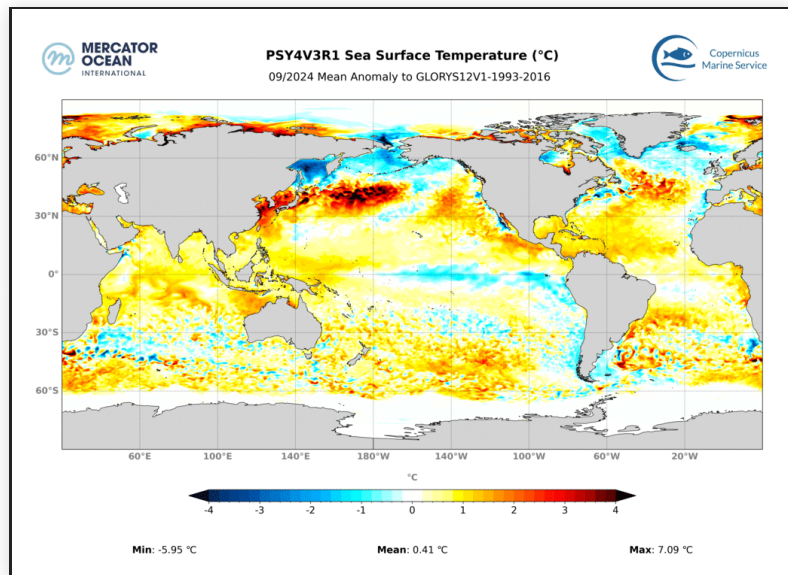 MERCATOR
OCEAN
INTERNATIONAL
PSY4V3R1 Sea Surface Temperature (°C)
09/2024 Mean Anomaly to GLORYS12V1-1993-2016
Copernicus
Marine Service
60°N
30°N
0°
30°S
60°S
60°E 100°E 140°E 180°W 140°W 100°W 60°W 20°W
°C
-4 -3 -2 -1 0 1 2 3 4
Min: -5.95 °C Mean: 0.41 °C Max: 7.09 °C